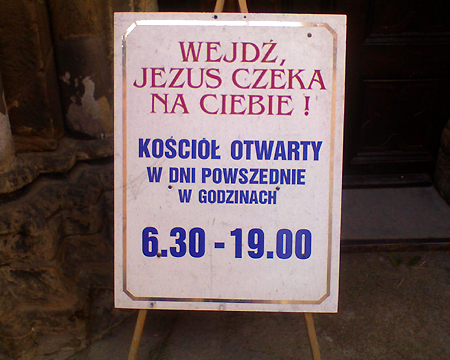 WEJDŹ,
JEZUS CZEKA
NA CIEBIE !
KOŚCIÓŁ OTWARTY
W DNI POWSZEDNIE
W GODZINACH
6.30 - 19.00